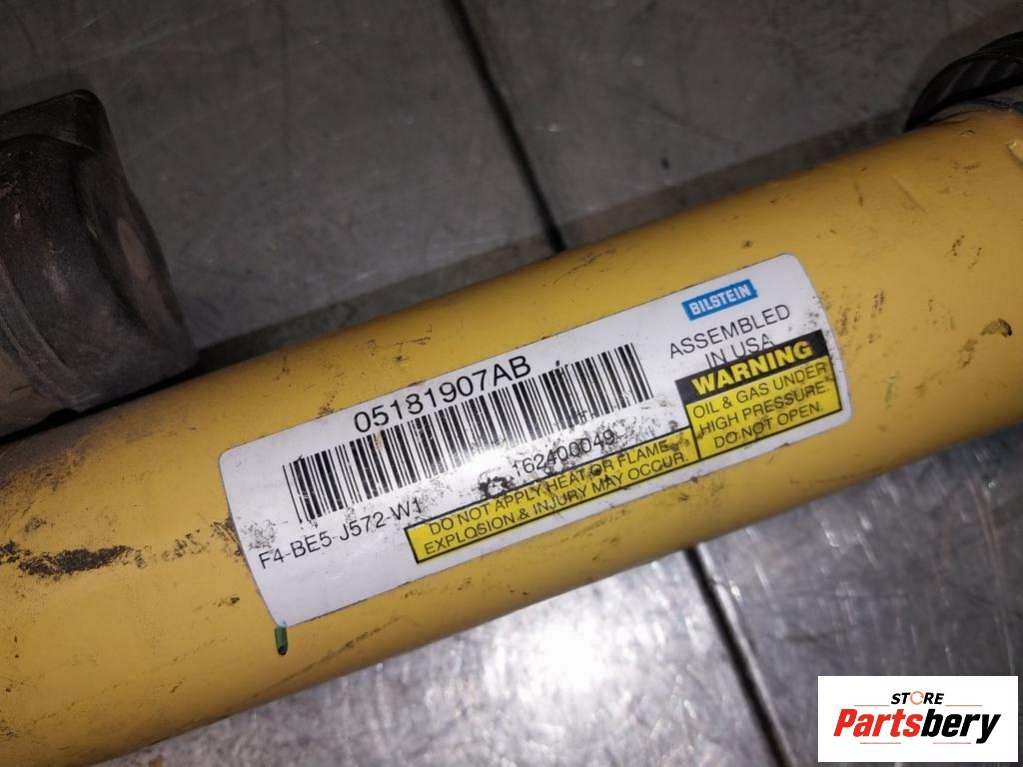 BILSTEIN
ASSEMBLED
IN USA
05181907AB
162400049
F4-BE5-J572-W1
WARNING
OIL & GAS UNDER
HIGH PRESSURE.
DO NOT OPEN.
DO NOT APPLY HEAT OR FLAME.
EXPLOSION & INJURY MAY OCCUR.
STORE
Partsbery